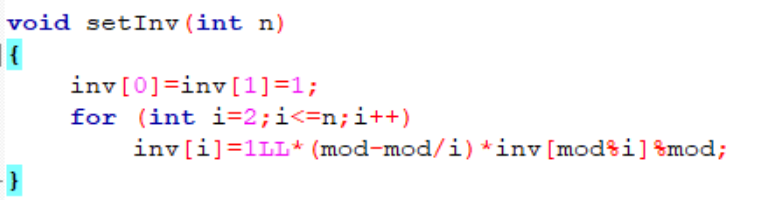 void setInv(int n)
{
    inv[0]=inv[1]=1;
    for (int i=2;i<=n;i++)
        inv[i]=1LL*(mod-mod/i)*inv[mod%i]%mod;
}